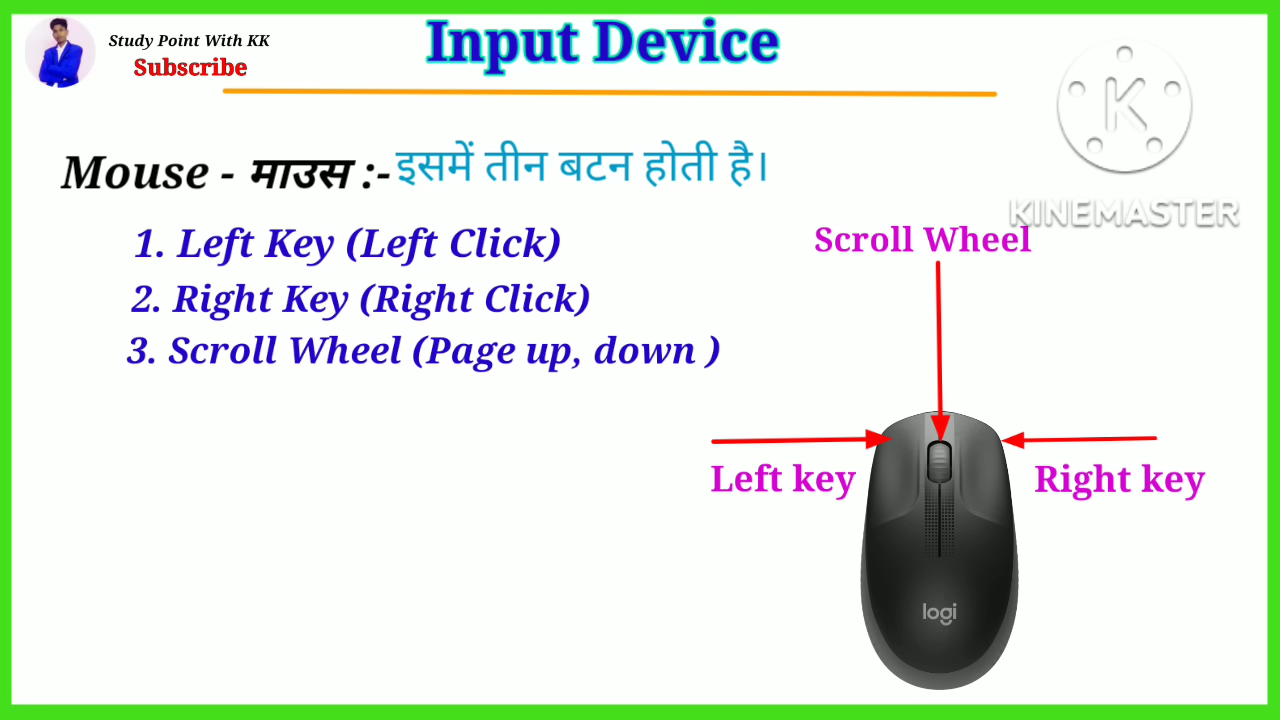 Study Point With KK
Subscribe
Input Device
KINEMASTER
Mouse - माउस :- इसमें तीन बटन होती है।
1. Left Key (Left Click)
2. Right Key (Right Click)
3. Scroll Wheel (Page up, down )
Scroll Wheel
Left key
Right key
logi